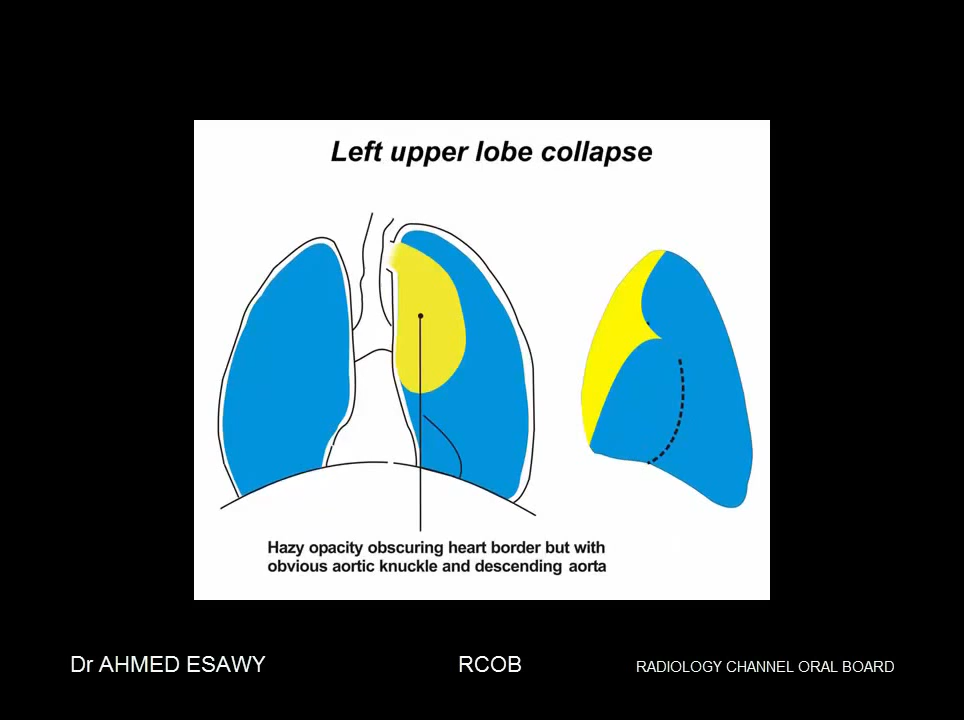 Left upper lobe collapse
Hazy opacity obscuring heart border but with
obvious aortic knuckle and descending aorta
Dr AHMED ESAWY RCOB RADIOLOGY CHANNEL ORAL BOARD